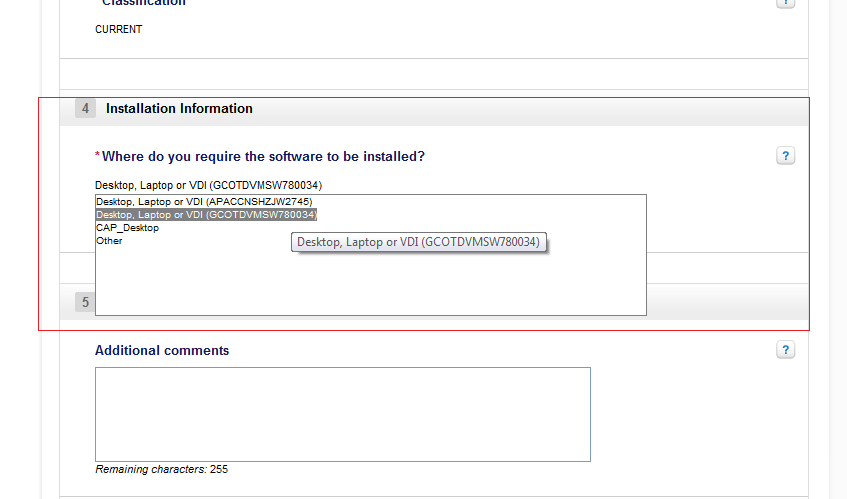 Classification
?
CURRENT
4 Installation Information
*Where do you require the software to be installed?
?
Desktop, Laptop or VDI (GCOTDVMSW780034)
Desktop, Laptop or VDI (APACCNSHZJW2745)
Desktop, Laptop or VDI (GCOTDVMSW780034)
CAP_Desktop
Other
Desktop, Laptop or VDI (GCOTDVMSW780034)
5
Additional comments
?
Remaining characters: 255